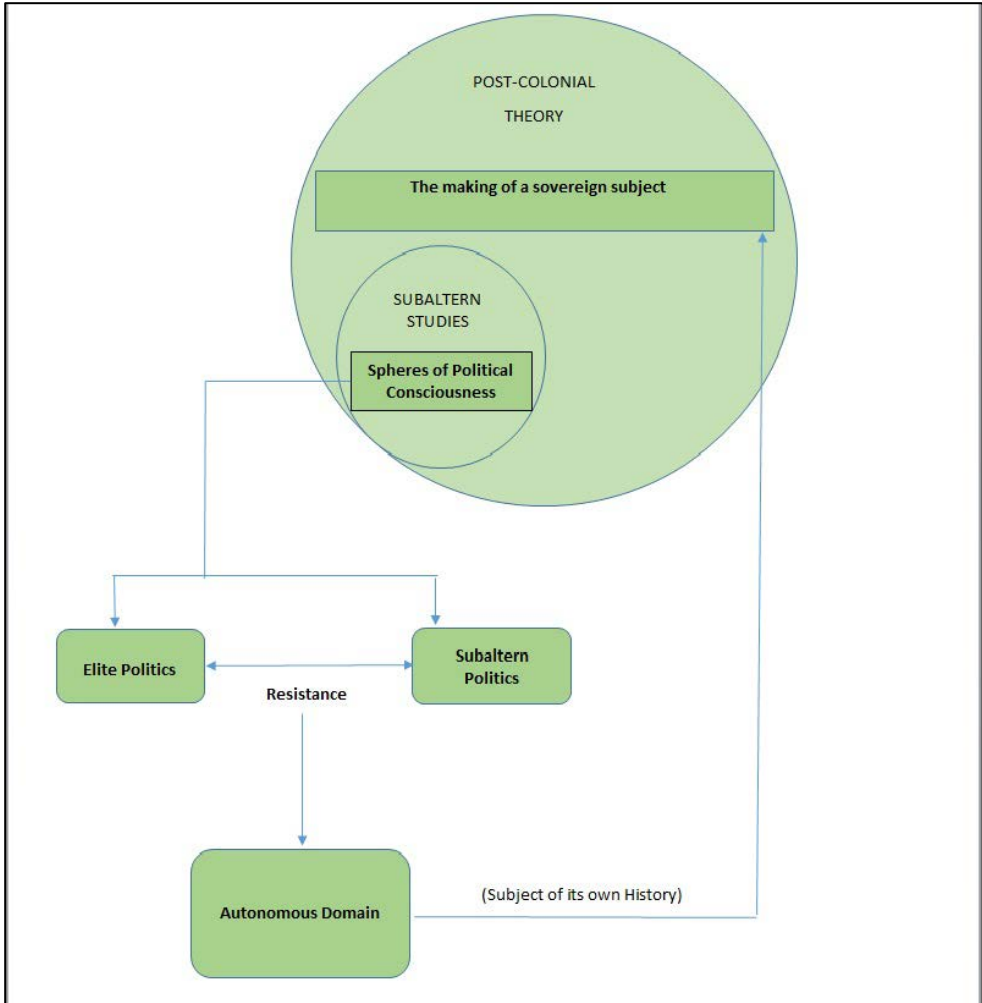 POST-COLONIAL
THEORY
The making of a sovereign subject
SUBALTERN
STUDIES
Spheres of Political
Consciousness
Elite Politics
Subaltern
Politics
Resistance
Autonomous Domain
(Subject of its own History)